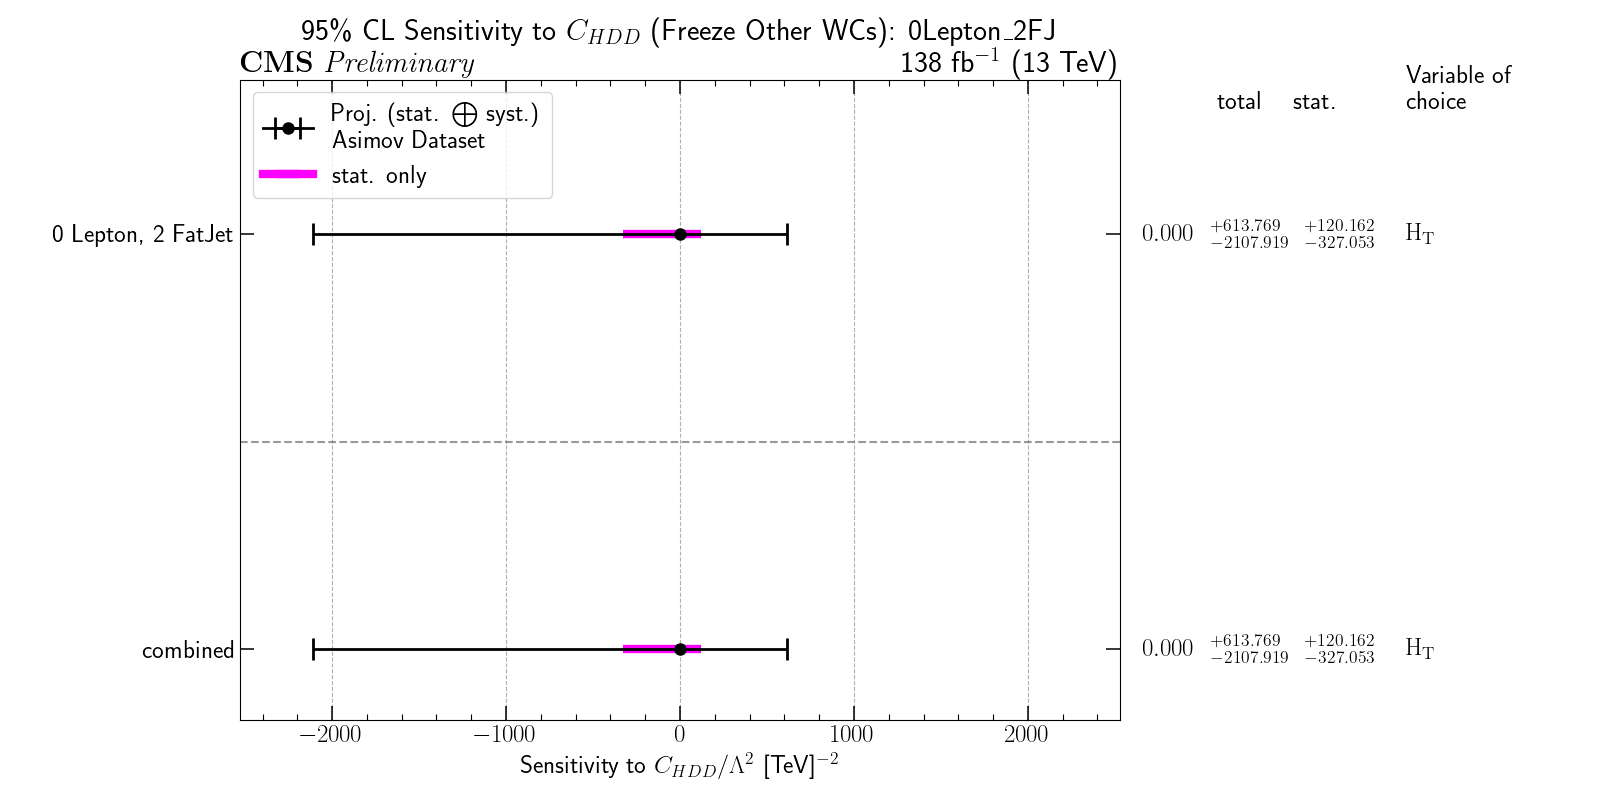 95% CL Sensitivity to C_HDD (Freeze Other WCs): 0Lepton_2FJ
CMS Preliminary
138 fb⁻¹ (13 TeV)
Variable of
choice
total stat.
Proj. (stat. ⊕ syst.)
Asimov Dataset
stat. only
0 Lepton, 2 FatJet
0.000 +613.769 +120.162
−2107.919 −327.053
H_T
combined
0.000 +613.769 +120.162
−2107.919 −327.053
H_T
−2000 −1000 0 1000 2000
Sensitivity to C_HDD/Λ² [TeV]⁻²